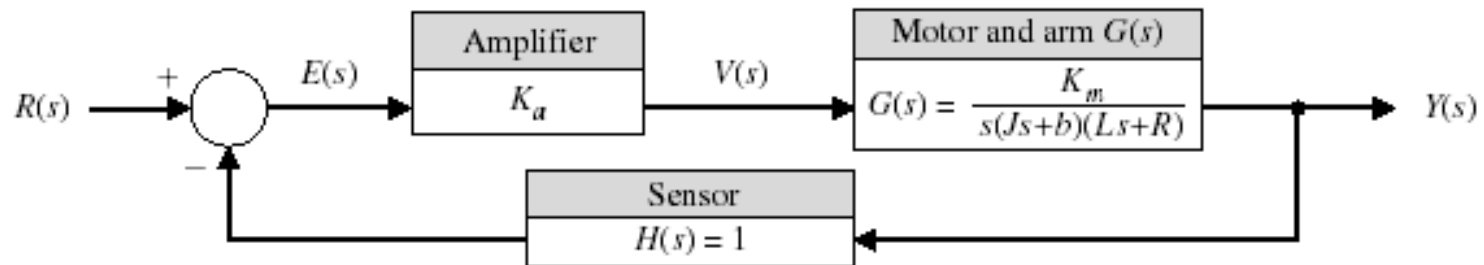 Amplifier
Motor and arm G(s)
+
E(s)
V(s)
R(s)
K_a
G(s) = K_m / s(Js+b)(Ls+R)
Y(s)
−
Sensor
H(s) = 1